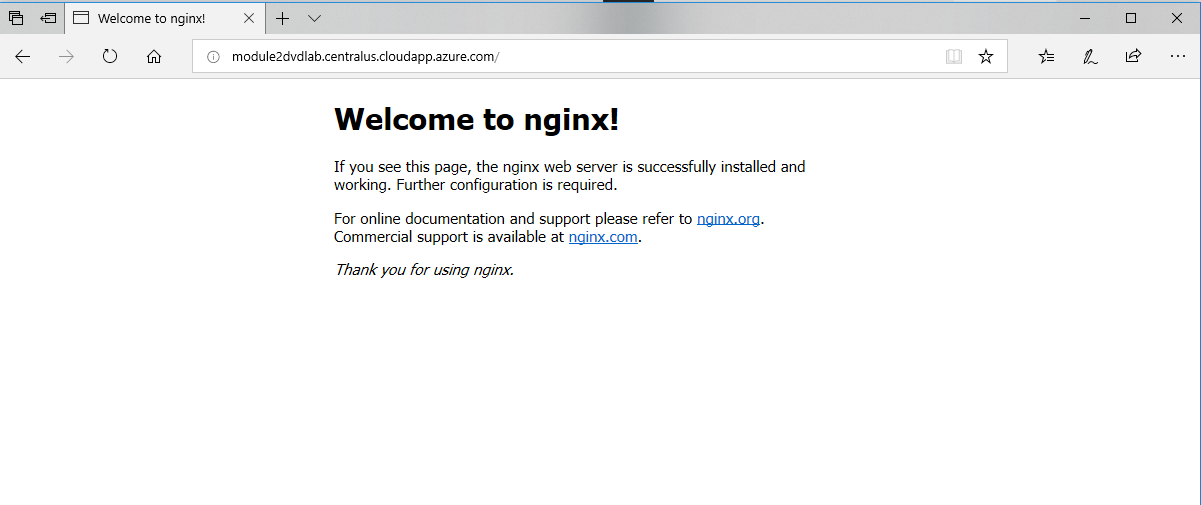 Welcome to nginx!
module2dvdlab.centralus.cloudapp.azure.com/
Welcome to nginx!
If you see this page, the nginx web server is successfully installed and
working. Further configuration is required.
For online documentation and support please refer to nginx.org.
Commercial support is available at nginx.com.
Thank you for using nginx.